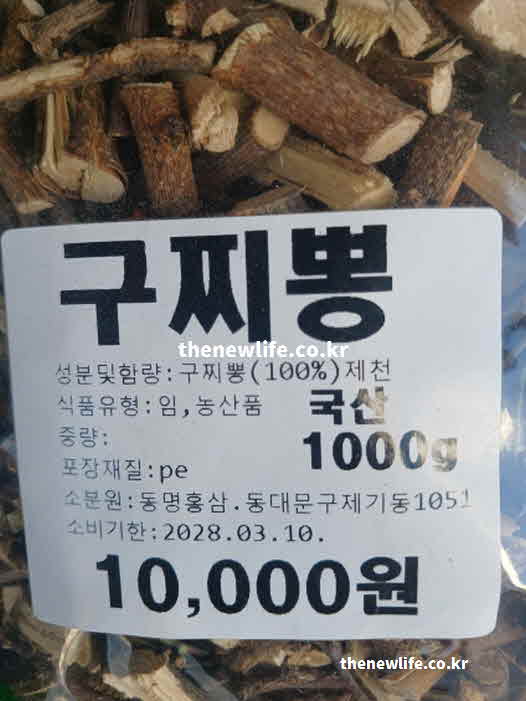 구찌뽕
thenewlife.co.kr
성분및함량:구찌뽕(100%)제천
식품유형:임,농산품 국산
중량: 1000g
포장재질:pe
소분원:동명홍삼.동대문구제기동1051
소비기한:2028.03.10.
10,000원
thenewlife.co.kr